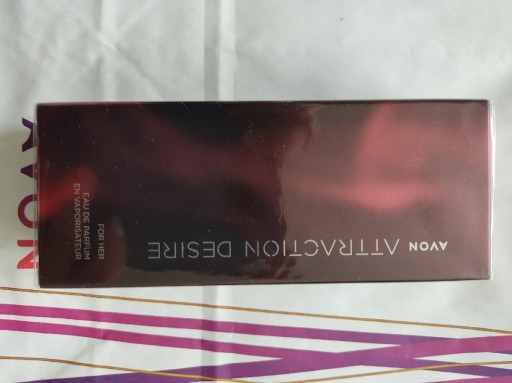 AVON
ATTRACTION DESIRE
FOR HER
EAU DE PARFUM
EN VAPORISATEUR
AVON